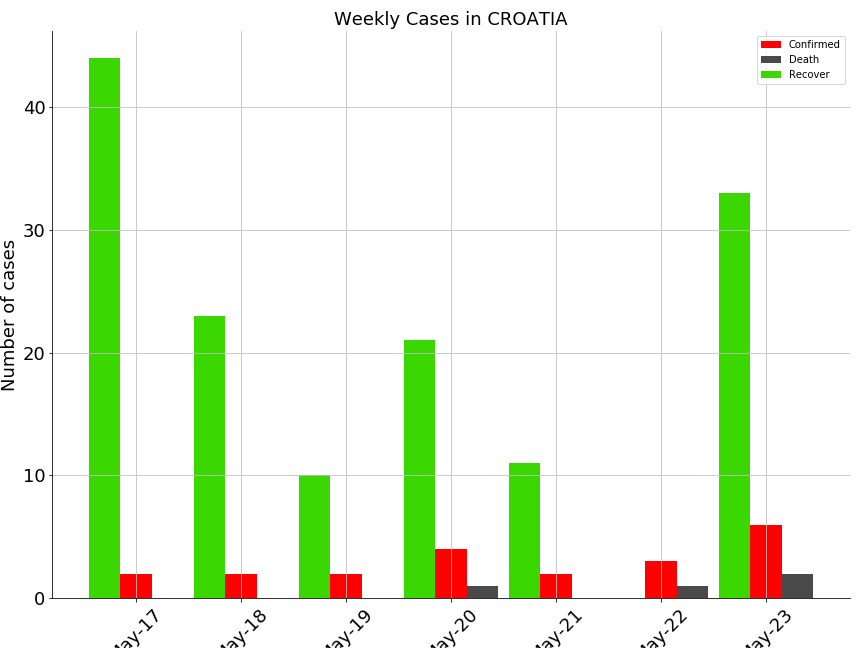 Weekly Cases in CROATIA
Confirmed
Death
Recover
Number of cases
40
30
20
10
0
May-17
May-18
May-19
May-20
May-21
May-22
May-23